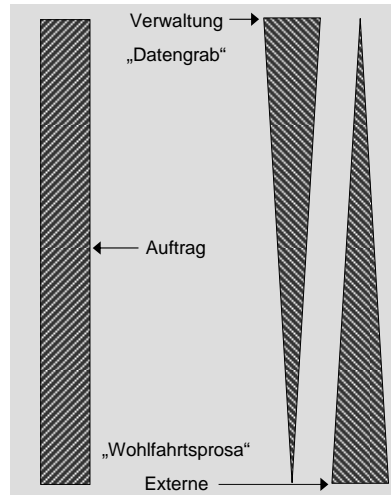 Verwaltung
„Datengrab“
Auftrag
„Wohlfahrtsprosa“
Externe